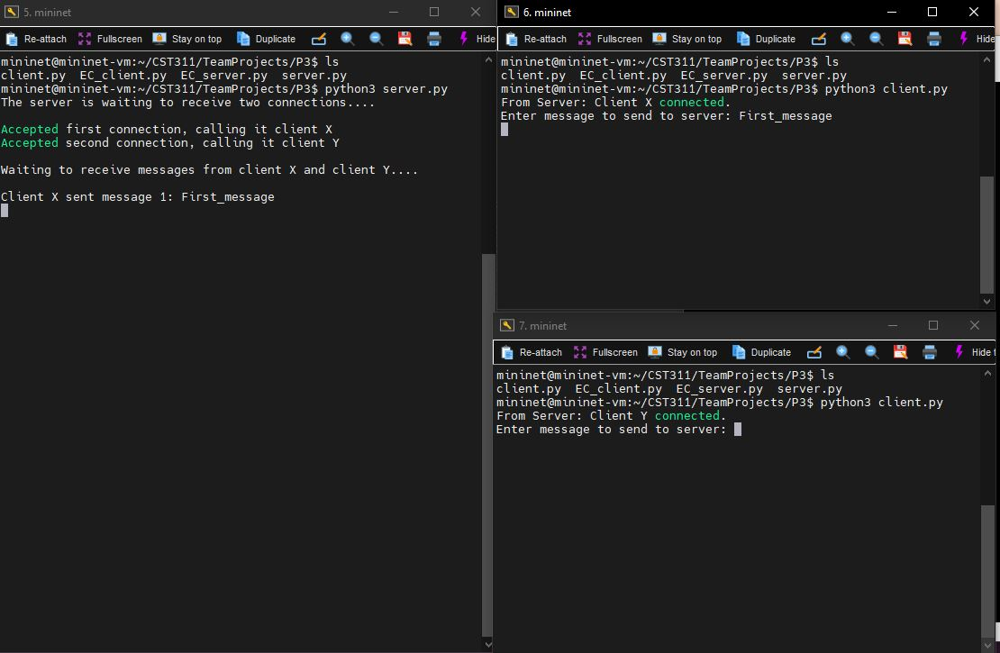 5. mininet
Re-attach Fullscreen Stay on top Duplicate Hide
mininet@mininet-vm:~/CST311/TeamProjects/P3$ ls
client.py EC_client.py EC_server.py server.py
mininet@mininet-vm:~/CST311/TeamProjects/P3$ python3 server.py
The server is waiting to receive two connections....
Accepted first connection, calling it client X
Accepted second connection, calling it client Y
Waiting to receive messages from client X and client Y....
Client X sent message 1: First_message
6. mininet
Re-attach Fullscreen Stay on top Duplicate Hide
mininet@mininet-vm:~/CST311/TeamProjects/P3$ ls
client.py EC_client.py EC_server.py server.py
mininet@mininet-vm:~/CST311/TeamProjects/P3$ python3 client.py
From Server: Client X connected.
Enter message to send to server: First_message
7. mininet
Re-attach Fullscreen Stay on top Duplicate Hide t
mininet@mininet-vm:~/CST311/TeamProjects/P3$ ls
client.py EC_client.py EC_server.py server.py
mininet@mininet-vm:~/CST311/TeamProjects/P3$ python3 client.py
From Server: Client Y connected.
Enter message to send to server: